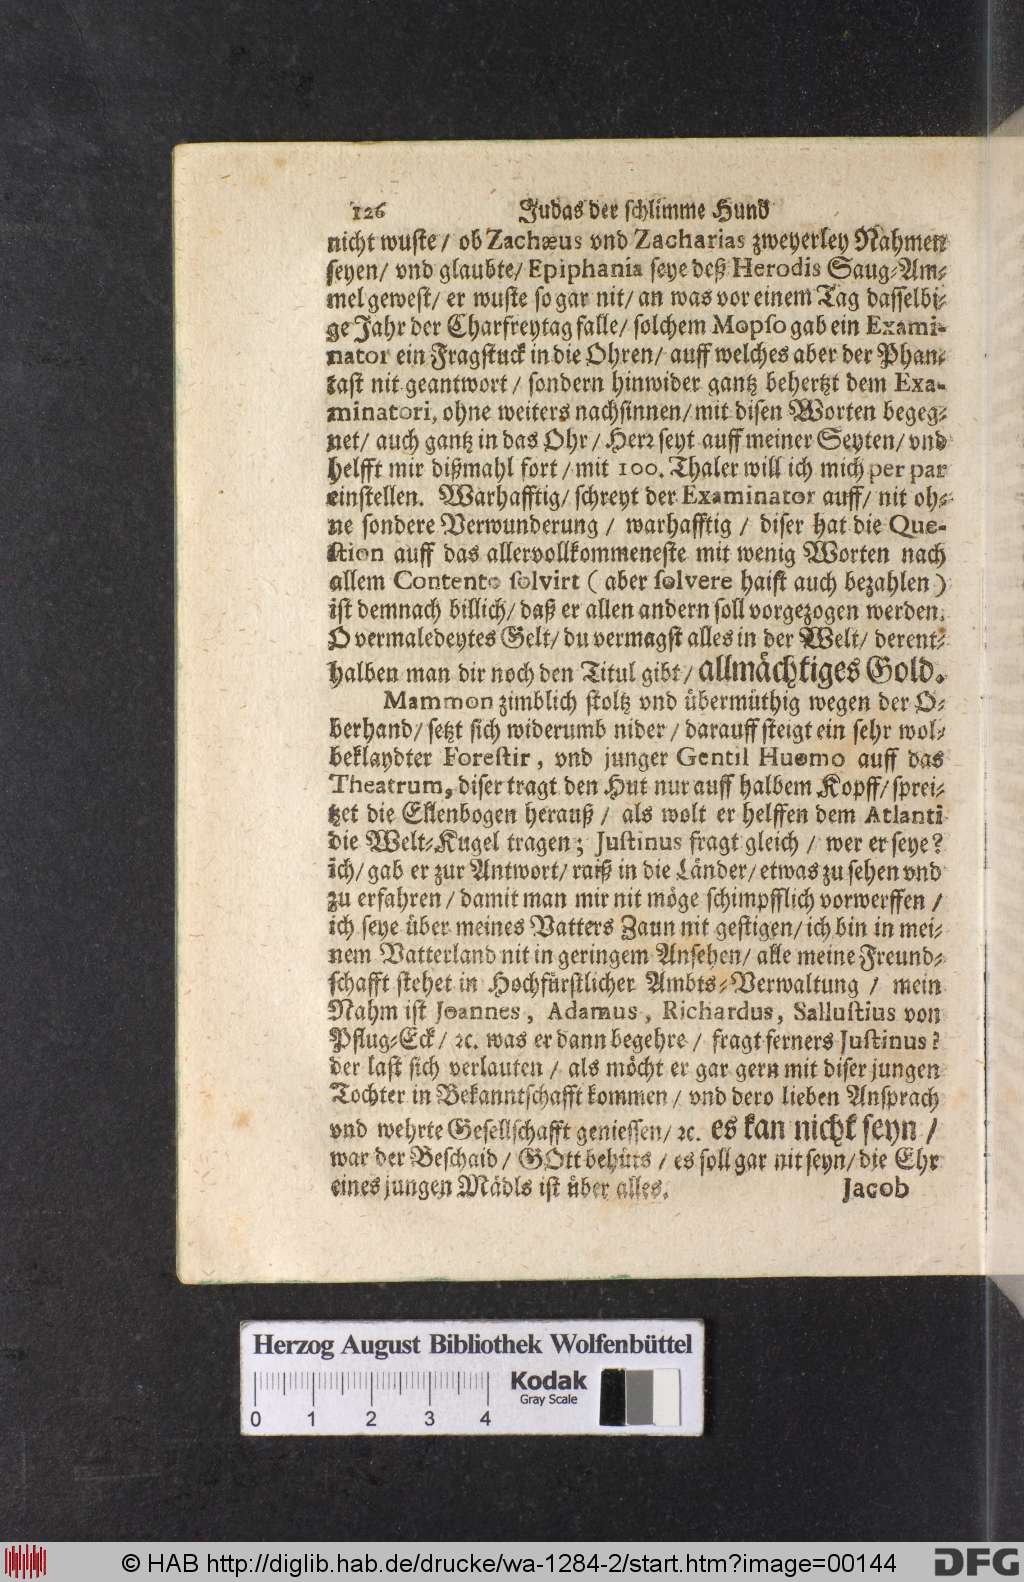 126 Judas der schlimme Hund
nicht wuste / ob Zachæus vnd Zacharias zweyerley Nahmen
seyen / vnd glaubte / Epiphania seye deß Herodis Saug-Am-
mel gewest / er wuste so gar nit / an was vor einem Tag dasselbi-
ge Jahr der Charfreytag falle / solchem Mopso gab ein Exami-
nator ein Fragstuck in die Ohren / auff welches aber der Phan-
tast nit geantwort / sondern hinwider gantz behertzt dem Exa-
minatori, ohne weiters nachsinnen / mit disen Worten begeg-
net / auch gantz in das Ohr / Herr seyt auff meiner Seyten / vnd
helfft mir dißmahl fort / mit 100. Thaler will ich mich per par
einstellen. Warhafftig / schreyt der Examinator auff / nit oh-
ne sondere Verwunderung / warhafftig / diser hat die Que-
stion auff das allervollkommeneste mit wenig Worten nach
allem Contento solvirt ( aber solvere haist auch bezahlen )
ist demnach billich / daß er allen andern soll vorgezogen werden.
O vermaledeytes Gelt / du vermagst alles in der Welt / derent-
halben man dir noch den Titul gibt / allmächtiges Gold.
Mammon zimblich stoltz vnd übermüthig wegen der O-
berhand / setzt sich widerumb nider / darauff steigt ein sehr wol-
beklaydter Forestir, vnd junger Gentil Huomo auff das
Theatrum, diser tragt den Hut nur auff halbem Kopff / sprei-
tzet die Ellenbogen herauß / als wolt er helffen dem Atlanti
die Welt-Kugel tragen; Justinus fragt gleich / wer er seye?
ich / gab er zur Antwort / raiß in die Länder / etwas zu sehen vnd
zu erfahren / damit man mir nit möge schimpfflich vorwerffen /
ich seye über meines Vatters Zaun nit gestigen / ich bin in mei-
nem Vatterland nit in geringem Ansehen / alle meine Freund-
schafft stehet in Hochfürstlicher Ambts-Verwaltung / mein
Nahm ist Joannes, Adamus, Richardus, Sallustius von
Pflug-Eck / ꝛc. was er dann begehre / fragt ferners Justinus?
der last sich verlauten / als möcht er gar gern mit diser jungen
Tochter in Bekanntschafft kommen / vnd dero lieben Ansprach
vnd wehrte Gesellschafft geniessen / ꝛc. es kan nicht seyn /
war der Beschaid / GOtt behüts / es soll gar nit seyn / die Ehr
eines jungen Mädls ist über alles. Jacob
Herzog August Bibliothek Wolfenbüttel
Kodak
Gray Scale
0 1 2 3 4
© HAB http://diglib.hab.de/drucke/wa-1284-2/start.htm?image=00144
DFG